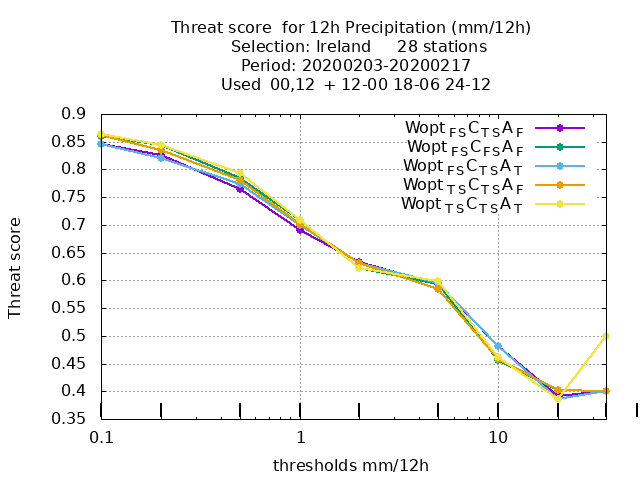 Threat score  for 12h Precipitation (mm/12h)
Selection: Ireland     28 stations
Period: 20200203-20200217
Used  00,12  + 12-00 18-06 24-12
0.9
0.85
0.8
0.75
0.7
0.65
0.6
0.55
0.5
0.45
0.4
0.35
Threat score
Wopt FS C TS A F
Wopt FS C FS A F
Wopt FS C TS A T
Wopt TS C TS A F
Wopt TS C TS A T
0.1 1 10
thresholds mm/12h